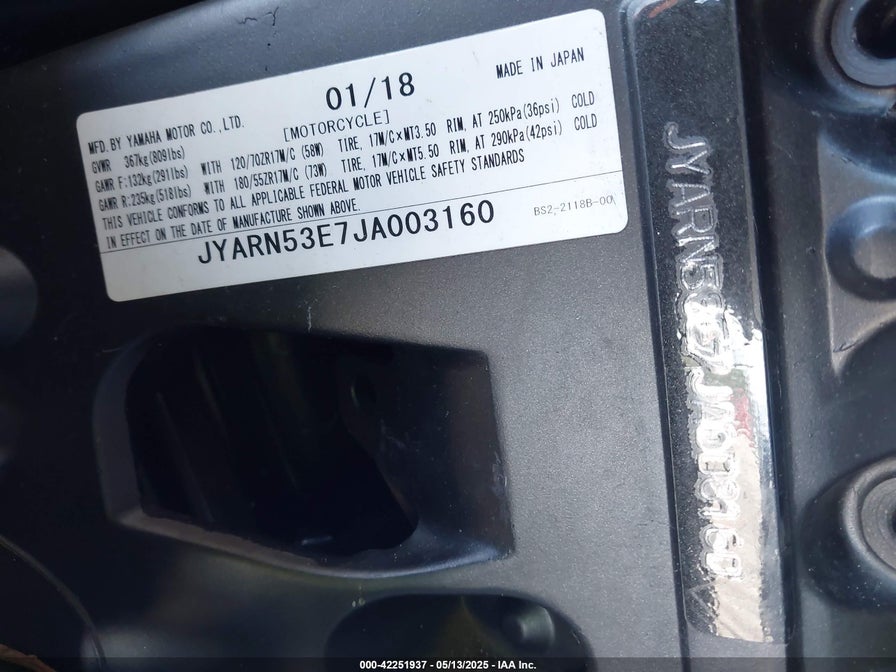 01/18
MADE IN JAPAN
MFD.BY YAMAHA MOTOR CO.,LTD.
[MOTORCYCLE]
GVWR 367kg(809lbs)
GAWR F:132kg(291lbs) WITH 120/70ZR17M/C (58W) TIRE, 17M/C×MT3.50 RIM, AT 250kPa(36psi) COLD
GAWR R:235kg(518lbs) WITH 180/55ZR17M/C (73W) TIRE, 17M/C×MT5.50 RIM, AT 290kPa(42psi) COLD
THIS VEHICLE CONFORMS TO ALL APPLICABLE FEDERAL MOTOR VEHICLE SAFETY STANDARDS
IN EFFECT ON THE DATE OF MANUFACTURE SHOWN ABOVE.
JYARN53E7JA003160
BS2-2118B-00
JYARN53E7JA003160
000-42251937 - 05/13/2025 - IAA Inc.